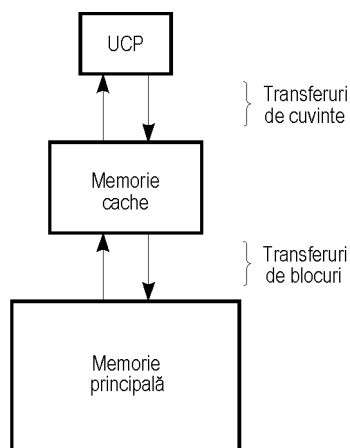 UCP
Transferuri
de cuvinte
Memorie
cache
Transferuri
de blocuri
Memorie
principală